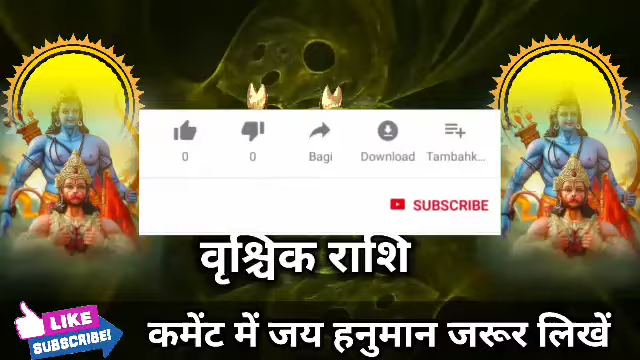 0 0 Bagi Download Tambahk...
SUBSCRIBE
वृश्चिक राशि
LIKE
SUBSCRIBE!
कमेंट में जय हनुमान जरूर लिखें